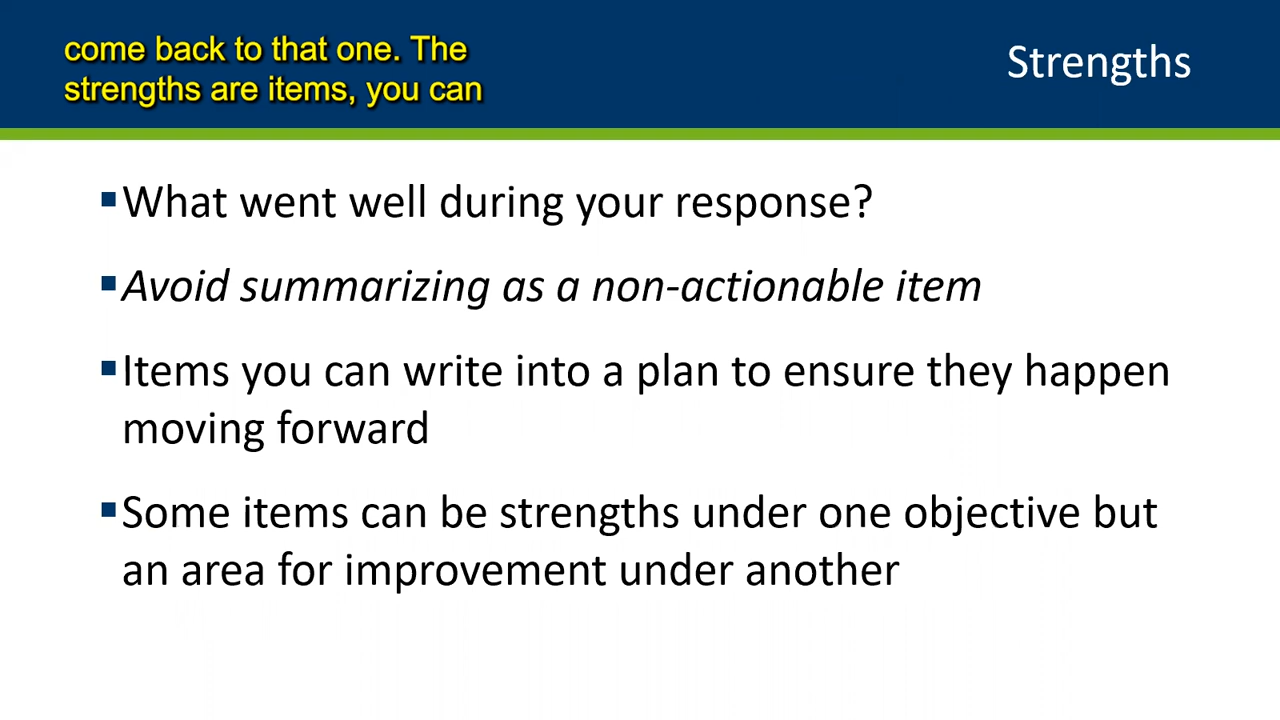 come back to that one. The
strengths are items, you can
Strengths
▪What went well during your response?
▪Avoid summarizing as a non-actionable item
▪Items you can write into a plan to ensure they happen
moving forward
▪Some items can be strengths under one objective but
an area for improvement under another